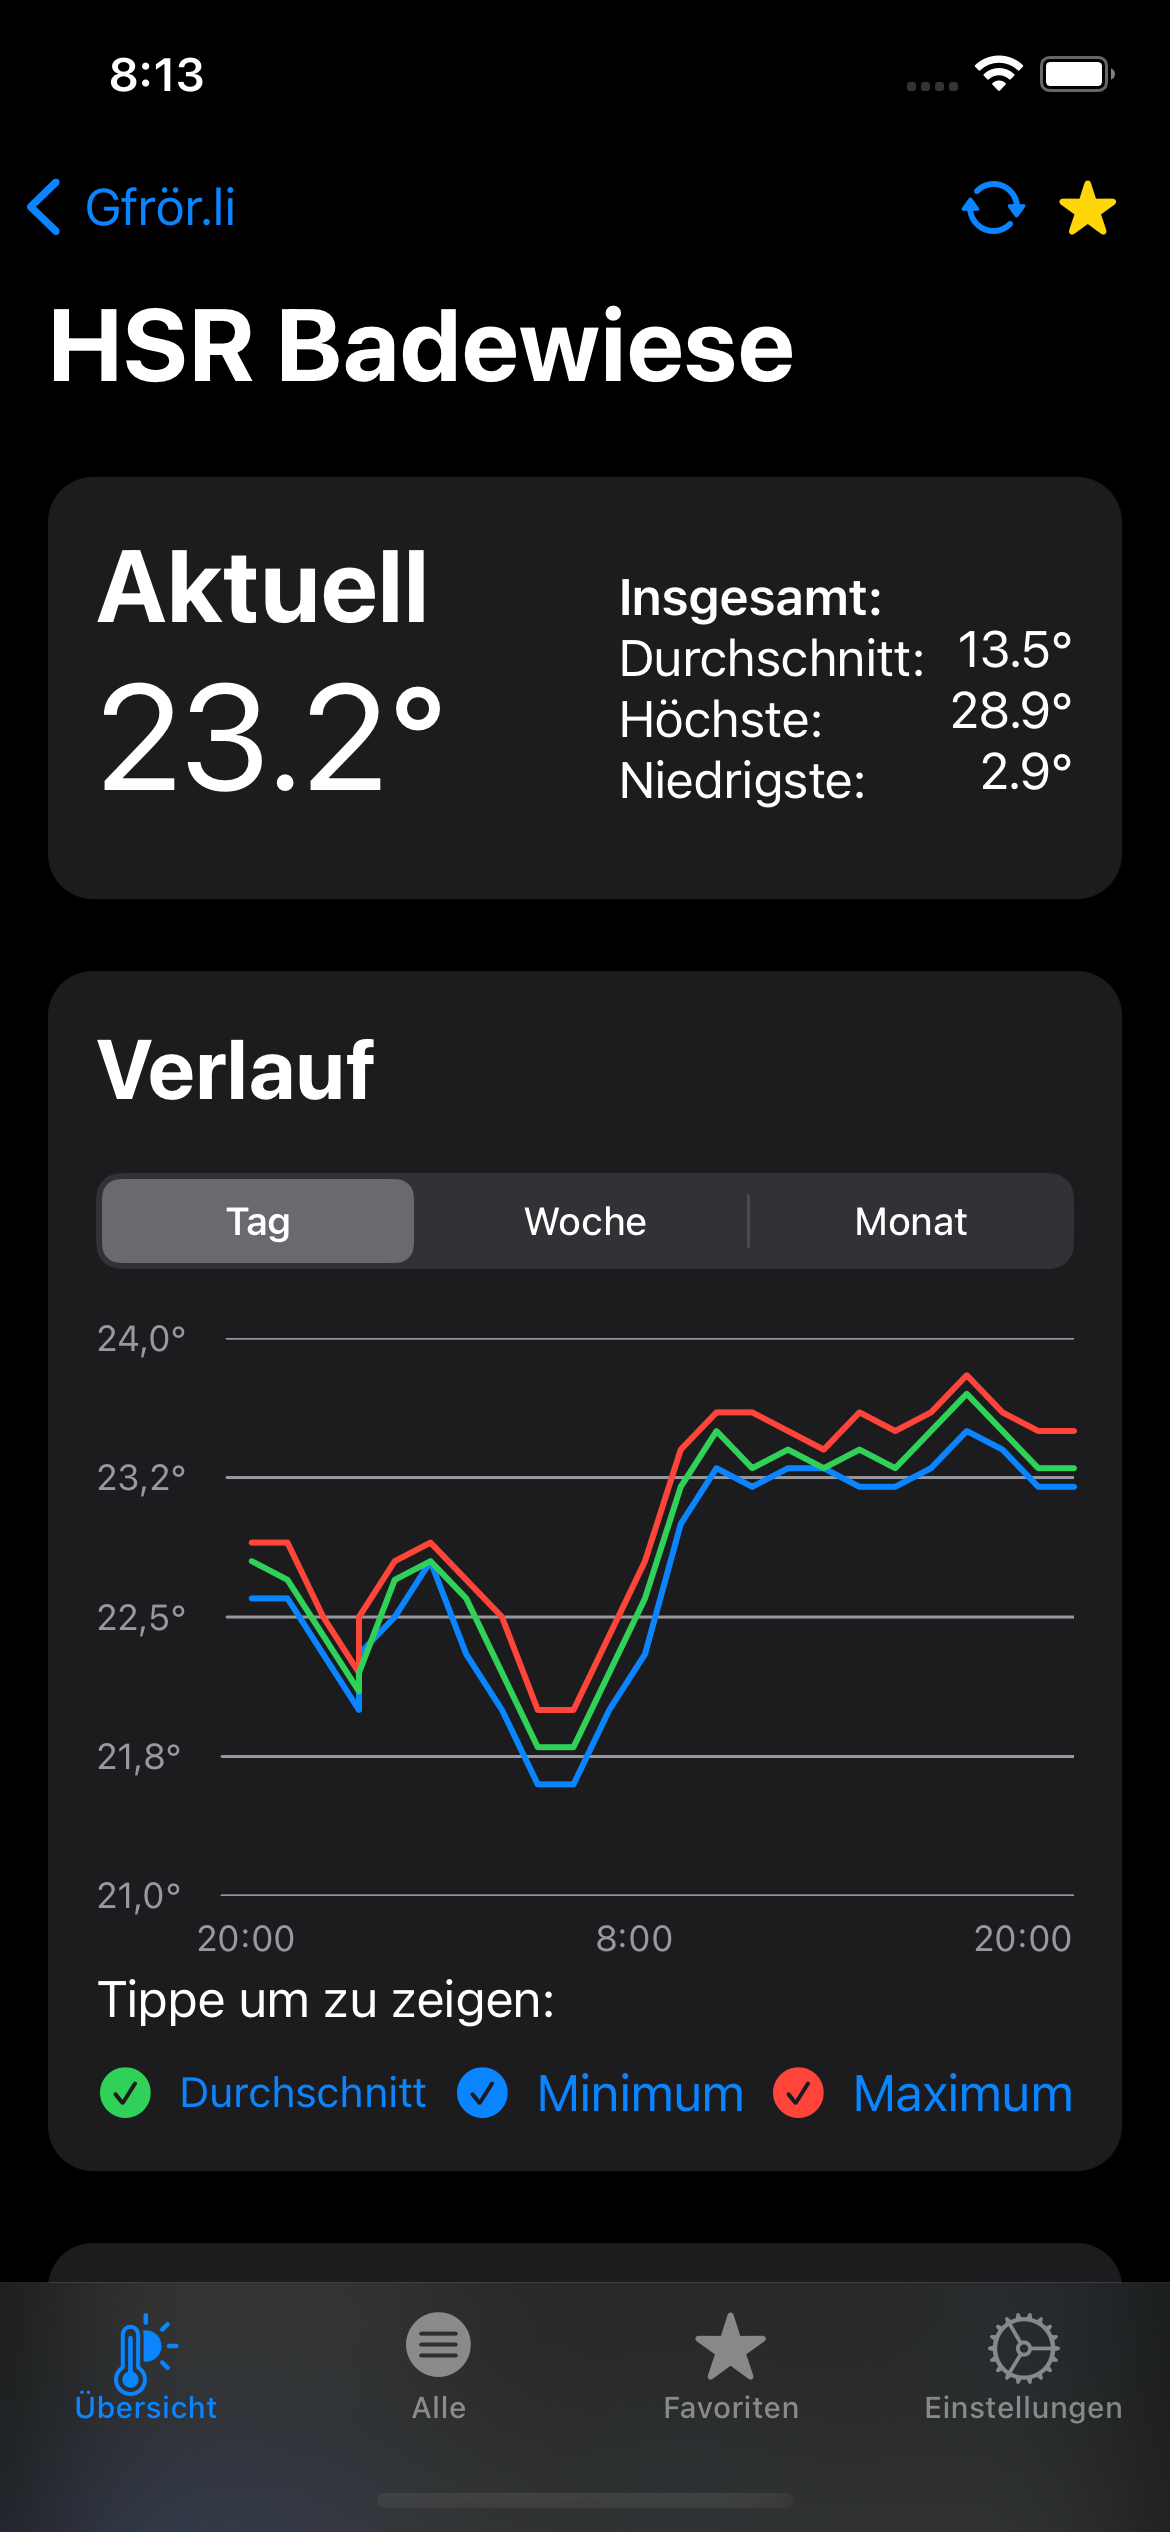 8:13
Gfrör.li
HSR Badewiese
Aktuell
23.2°
Insgesamt:
Durchschnitt: 13.5°
Höchste: 28.9°
Niedrigste: 2.9°
Verlauf
Tag Woche Monat
24,0°
23,2°
22,5°
21,8°
21,0°
20:00 8:00 20:00
Tippe um zu zeigen:
Durchschnitt Minimum Maximum
Übersicht Alle Favoriten Einstellungen